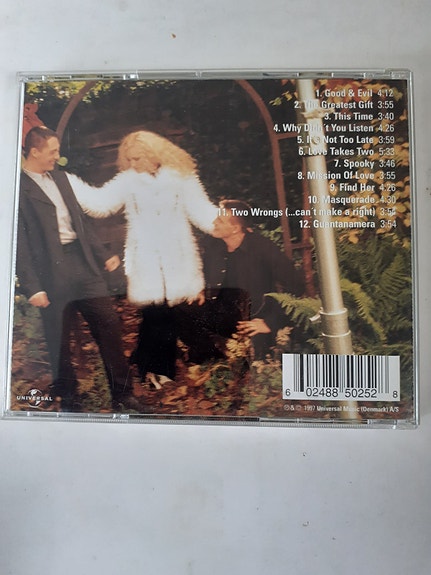 1. Good & Evil 4:12
2. The Greatest Gift 3:55
3. This Time 3:40
4. Why Didn´t You Listen 4:26
5. It´s Not Too Late 3:59
6. Love Takes Two 5:33
7. Spooky 3:46
8. Mission Of Love 3:55
9. Find Her 4:26
10. Masquerade 4:30
11. Two Wrongs (...can´t make a right) 3:54
12. Guantanamera 3:54
6 02488 50252 8
UNIVERSAL
℗ & © 1997 Universal Music (Denmark) A/S